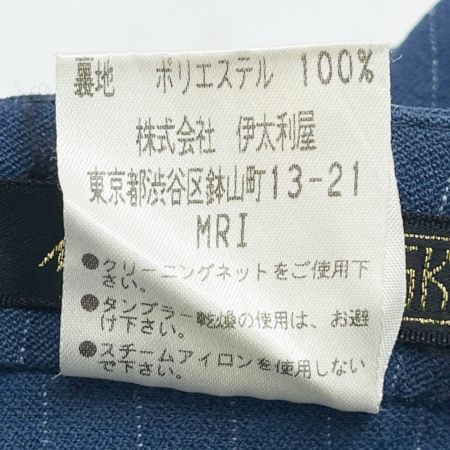 裏地 ポリエステル 100%
株式会社 伊太利屋
東京都渋谷区鉢山町13-21
MRI
●クリーニングネットをご使用下
さい。
●タンブラー乾燥の使用は、お避
け下さい。
●スチームアイロンを使用しない
で下さい。